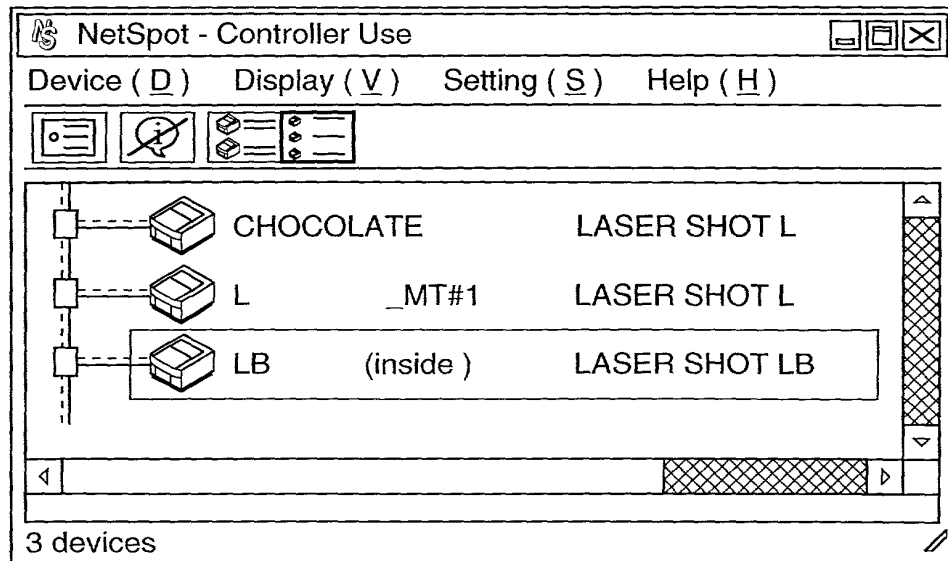 NS NetSpot - Controller Use
Device ( D ) Display ( V ) Setting ( S ) Help ( H )
i
CHOCOLATE LASER SHOT L
L _MT#1 LASER SHOT L
LB (inside ) LASER SHOT LB
3 devices